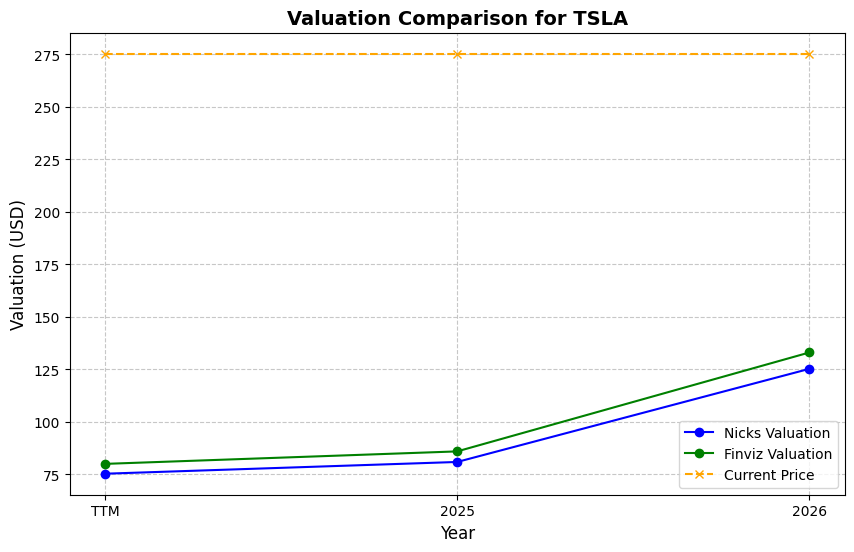 Valuation Comparison for TSLA
Valuation (USD)
275
250
225
200
175
150
125
100
75
TTM
2025
2026
Year
Nicks Valuation
Finviz Valuation
Current Price